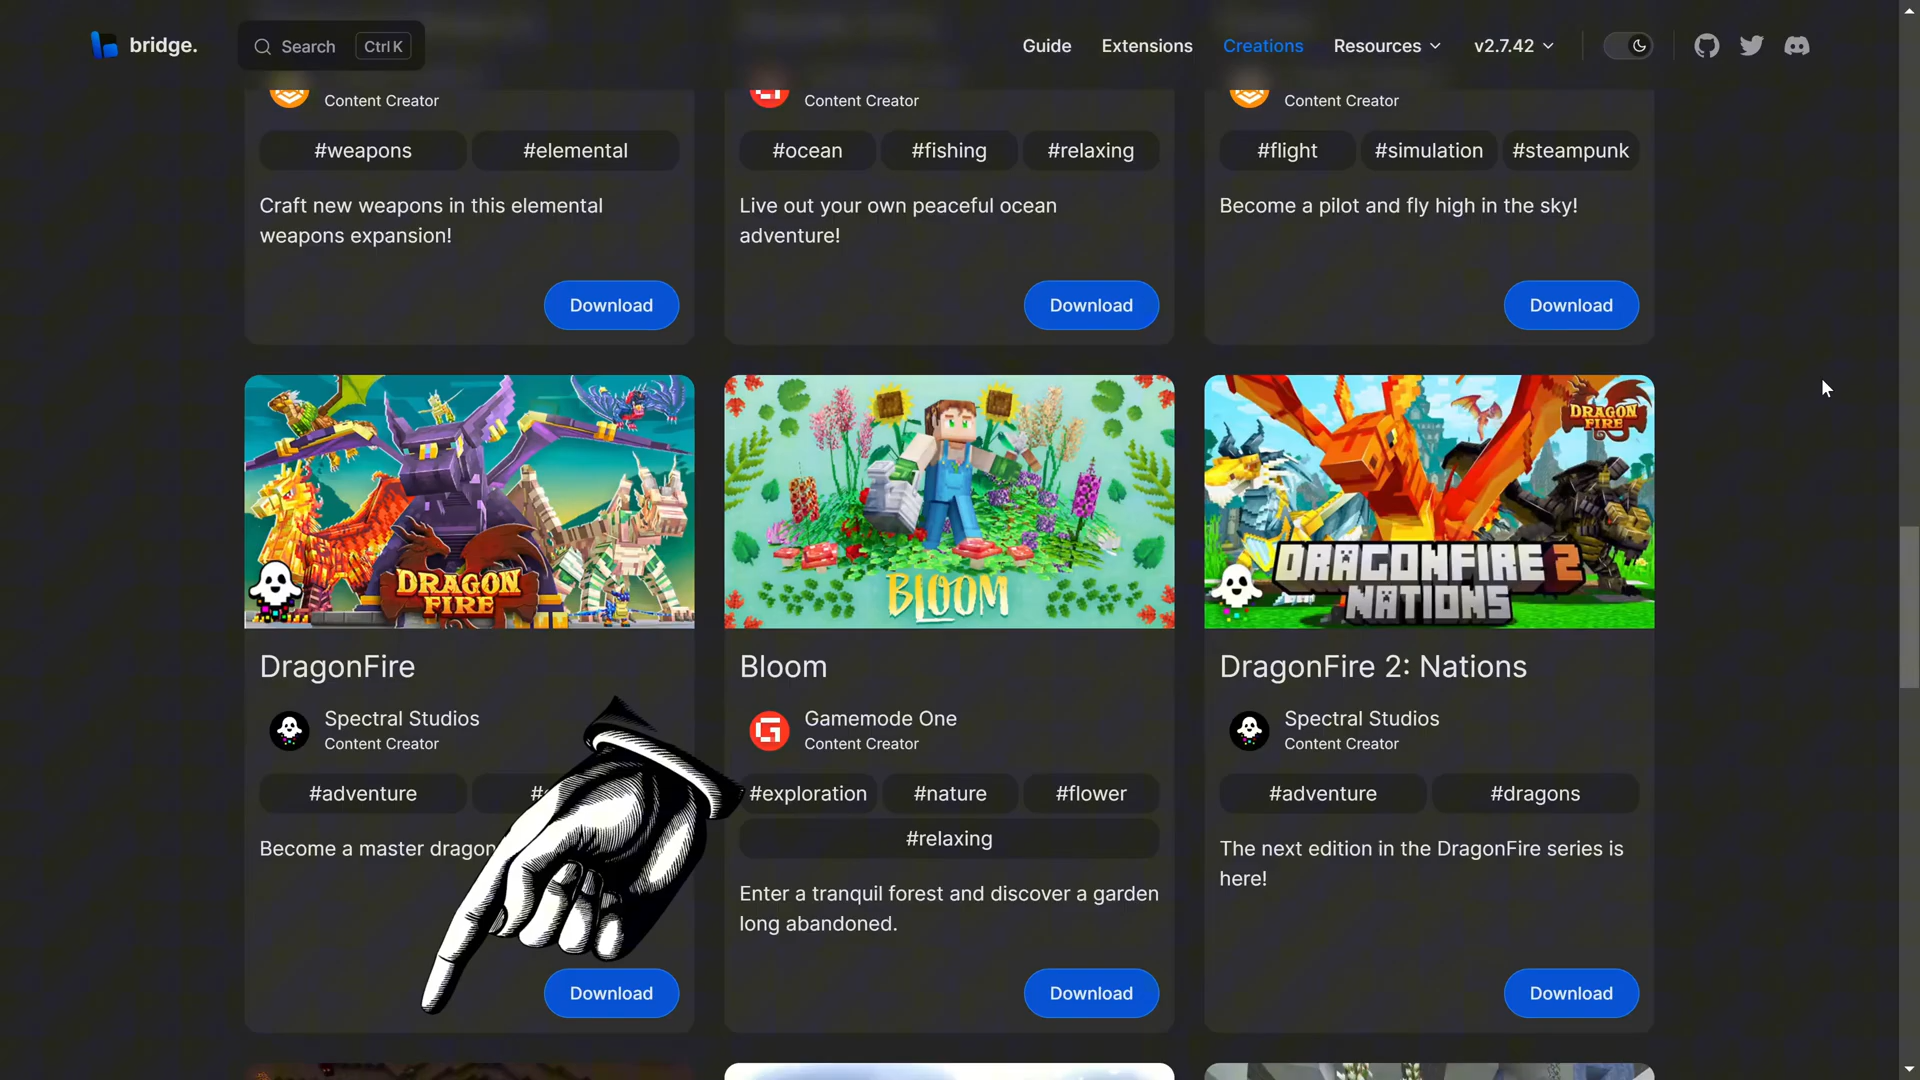 bridge.
Search
Ctrl K
Guide
Extensions
Creations
Resources
v2.7.42
Content Creator
#weapons
#elemental
Craft new weapons in this elemental
weapons expansion!
Download
Content Creator
#ocean
#fishing
#relaxing
Live out your own peaceful ocean
adventure!
Download
Content Creator
#flight
#simulation
#steampunk
Become a pilot and fly high in the sky!
Download
DRAGON
FIRE
DragonFire
Spectral Studios
Content Creator
#adventure
Become a master dragon
Download
BLOOM
Bloom
Gamemode One
Content Creator
#exploration
#nature
#flower
#relaxing
Enter a tranquil forest and discover a garden
long abandoned.
Download
DRAGON
FIRE
DRAGONFIRE 2
NATIONS
DragonFire 2: Nations
Spectral Studios
Content Creator
#adventure
#dragons
The next edition in the DragonFire series is
here!
Download